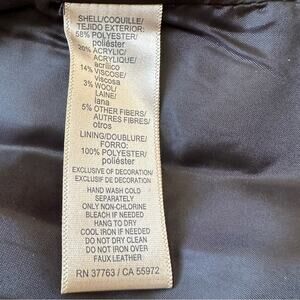 SHELL/COQUILLE/
TEJIDO EXTERIOR:
58% POLYESTER/
poliéster
20% ACRYLIC/
ACRYLIQUE/
acrílico
14% VISCOSE/
viscosa
3% WOOL/
LAINE/
lana
5% OTHER FIBERS/
AUTRES FIBRES/
otros
LINING/DOUBLURE/
FORRO:
100% POLYESTER/
poliéster
EXCLUSIVE OF DECORATION/
EXCLUSIF DE DECORATION
HAND WASH COLD
SEPARATELY
ONLY NON-CHLORINE
BLEACH IF NEEDED
HANG TO DRY
COOL IRON IF NEEDED
DO NOT DRY CLEAN
DO NOT IRON OVER
FAUX LEATHER
RN 37763 / CA 55972